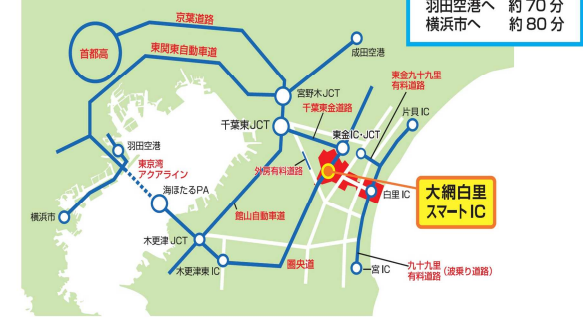 羽田空港へ 約70分
横浜市へ 約80分
京葉道路
首都高
東関東自動車道
成田空港
宮野木JCT
東金九十九里
有料道路
千葉東金道路
片貝IC
千葉東JCT
東金IC・JCT
羽田空港
東京湾
アクアライン
外房有料道路
海ほたるPA
白里IC
大網白里
スマートIC
横浜市
館山自動車道
木更津JCT
木更津東IC
圏央道
一宮IC
九十九里
有料道路(波乗り道路)